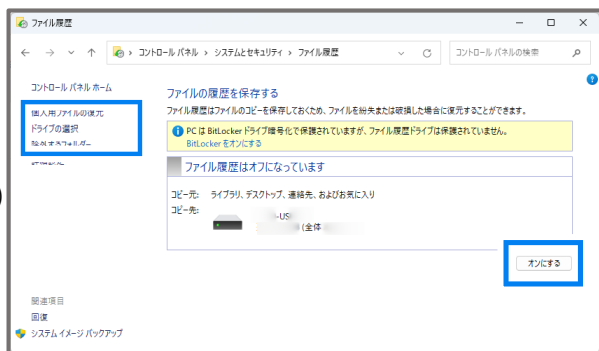 ファイル履歴
コントロール パネル › システムとセキュリティ › ファイル履歴
コントロール パネルの検索
コントロール パネル ホーム
個人用ファイルの復元
ドライブの選択
除外するフォルダー
ファイルの履歴を保存する
ファイル履歴はファイルのコピーを保存しておくため、ファイルを紛失または破損した場合に復元することができます。
PC は BitLocker ドライブ暗号化で保護されていますが、ファイル履歴ドライブは保護されていません。
BitLocker をオンにする
ファイル履歴はオフになっています
コピー元: ライブラリ、デスクトップ、連絡先、およびお気に入り
コピー先:
-US
(全体
オンにする
関連項目
回復
システム イメージ バックアップ